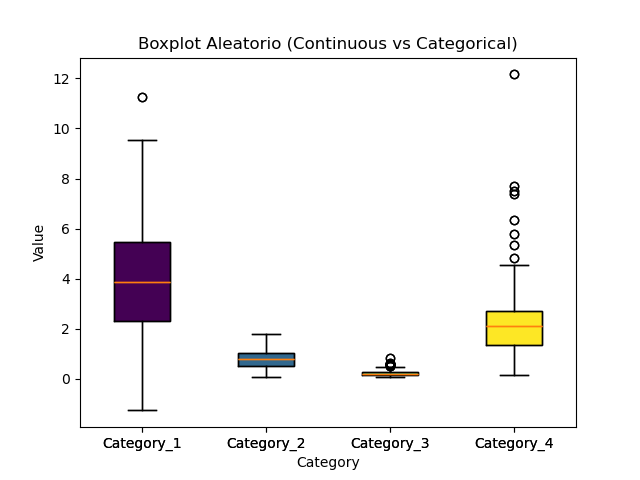 Boxplot Aleatorio (Continuous vs Categorical)
12
10
8
6
4
2
0
Value
Category_1 Category_2 Category_3 Category_4
Category